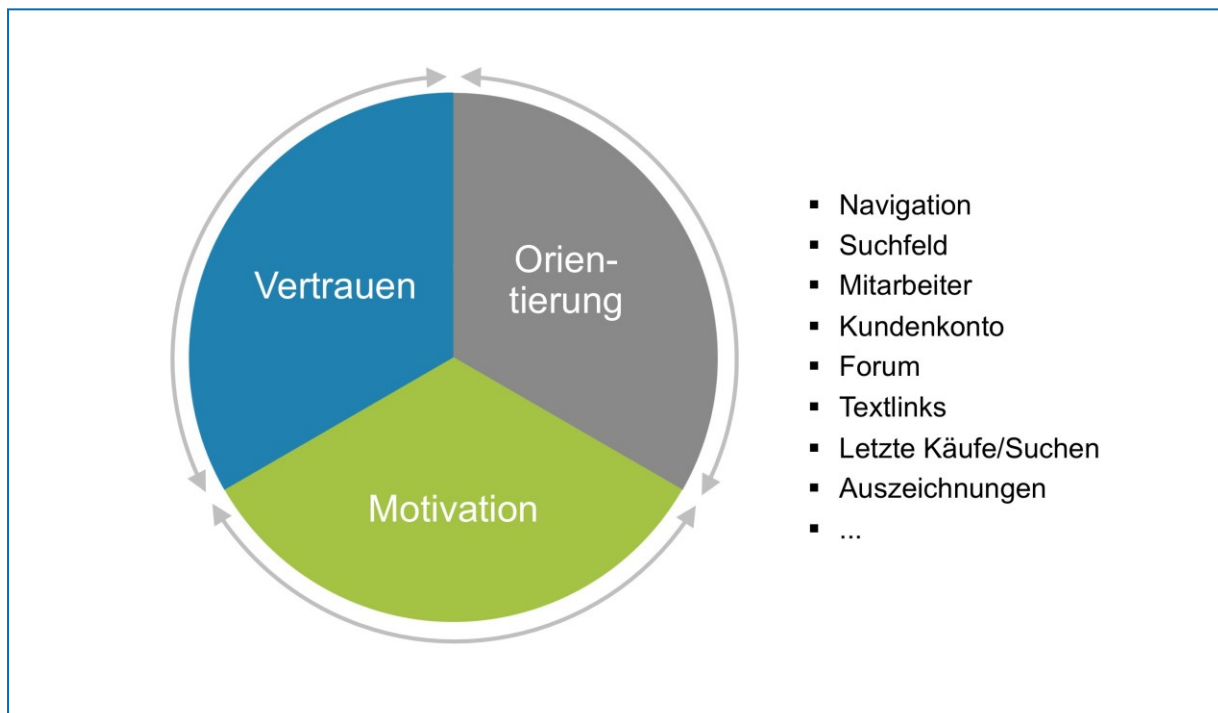 Vertrauen
Orien-
tierung
Motivation
▪ Navigation
▪ Suchfeld
▪ Mitarbeiter
▪ Kundenkonto
▪ Forum
▪ Textlinks
▪ Letzte Käufe/Suchen
▪ Auszeichnungen
▪ ...